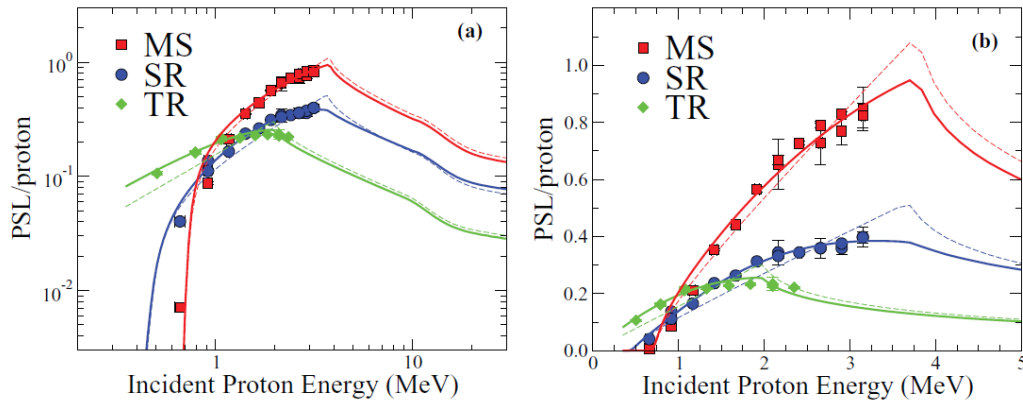 (a)
MS
SR
TR
10^0
10^-1
10^-2
PSL/proton
1
10
Incident Proton Energy (MeV)
(b)
MS
SR
TR
1.0
0.8
0.6
0.4
0.2
0.0
PSL/proton
0
1
2
3
4
5
Incident Proton Energy (MeV)